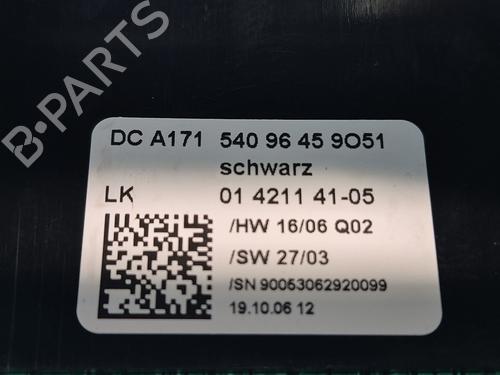 B-PARTS
DC A171 540 96 45 9O51
schwarz
LK 01 4211 41-05
/HW 16/06 Q02
/SW 27/03
/SN 90053062920099
19.10.06 12